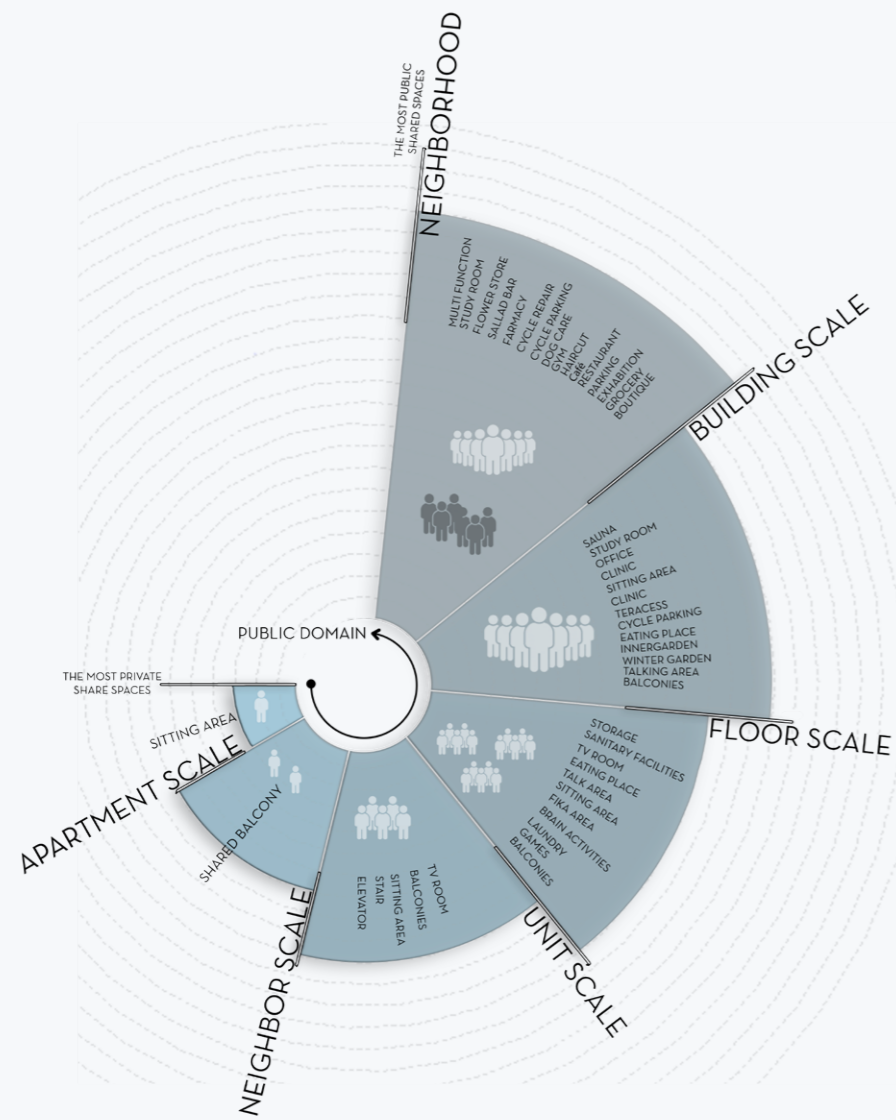 THE MOST PUBLIC
SHARED SPACES
NEIGHBORHOOD
MULTI FUNCTION
STUDY ROOM
FLOWER STORE
SALLAD BAR
FARMACY
CYCLE REPAIR
CYCLE PARKING
DOG CARE
GYM
HAIRCUT
Café
RESTAURANT
PARKING
EXHABITION
GROCERY
BOUTIQUE
BUILDING SCALE
SAUNA
STUDY ROOM
OFFICE
CLINIC
SITTING AREA
CLINIC
TERACESS
CYCLE PARKING
EATING PLACE
INNERGARDEN
WINTER GARDEN
TALKING AREA
BALCONIES
FLOOR SCALE
STORAGE
SANITARY FACILITIES
TV ROOM
EATING PLACE
TALK AREA
SITTING AREA
FIKA AREA
BRAIN ACTIVITIES
LAUNDRY
GAMES
BALCONIES
UNIT SCALE
TV ROOM
BALCONIES
SITTING AREA
STAIR
ELEVATOR
NEIGHBOR SCALE
SHARED BALCONY
APARTMENT SCALE
SITTING AREA
THE MOST PRIVATE
SHARE SPACES
PUBLIC DOMAIN